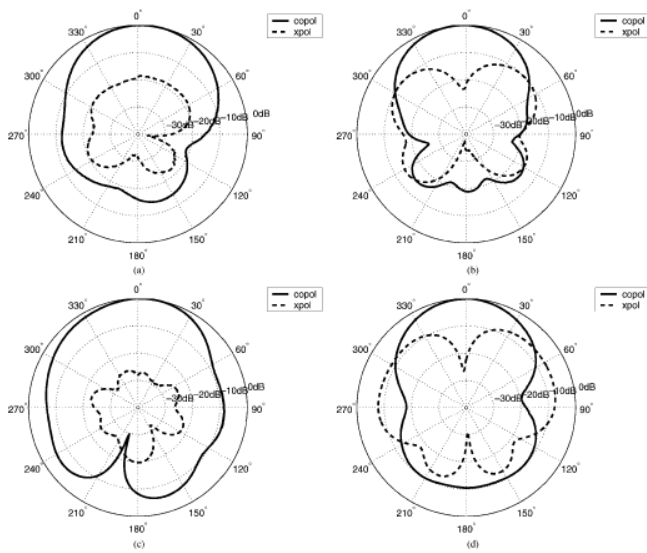 copol
xpol
0°
30°
60°
90°
120°
150°
180°
210°
240°
270°
300°
330°
−30dB
−20dB
−10dB
0dB
(a)
copol
xpol
0°
30°
60°
90°
120°
150°
180°
210°
240°
270°
300°
330°
−30dB
−20dB
−10dB
0dB
(b)
copol
xpol
0°
30°
60°
90°
120°
150°
180°
210°
240°
270°
300°
330°
−30dB
−20dB
−10dB
0dB
(c)
copol
xpol
0°
30°
60°
90°
120°
150°
180°
210°
240°
270°
300°
330°
−30dB
−20dB
−10dB
0dB
(d)